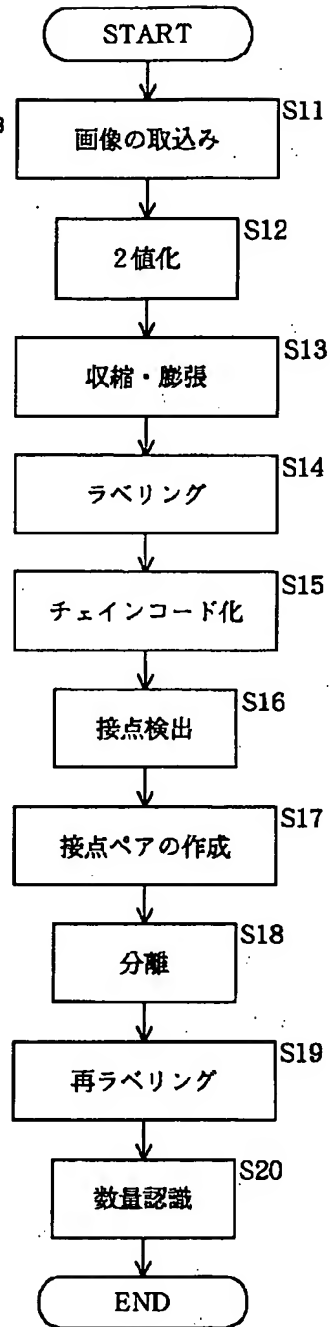 START
S11
画像の取込み
S12
2値化
S13
収縮・膨張
S14
ラベリング
S15
チェインコード化
S16
接点検出
S17
接点ペアの作成
S18
分離
S19
再ラベリング
S20
数量認識
END